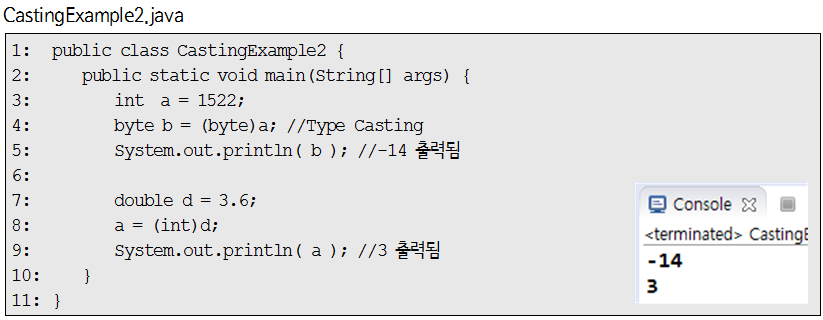 CastingExample2.java
1: public class CastingExample2 {
2: public static void main(String[] args) {
3: int a = 1522;
4: byte b = (byte)a; //Type Casting
5: System.out.println( b ); //-14 출력됨
6:
7: double d = 3.6;
8: a = (int)d;
9: System.out.println( a ); //3 출력됨
10: }
11: }
Console
<terminated> CastingE
-14
3